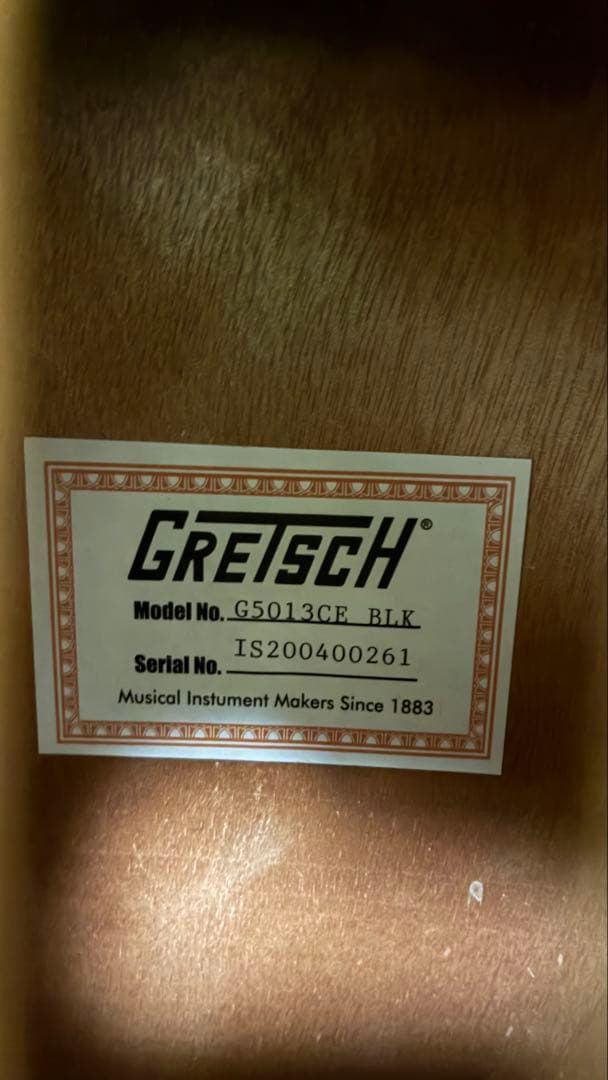 GRETSCH®
Model No. G5013CE BLK
Serial No. IS200400261
Musical Instument Makers Since 1883